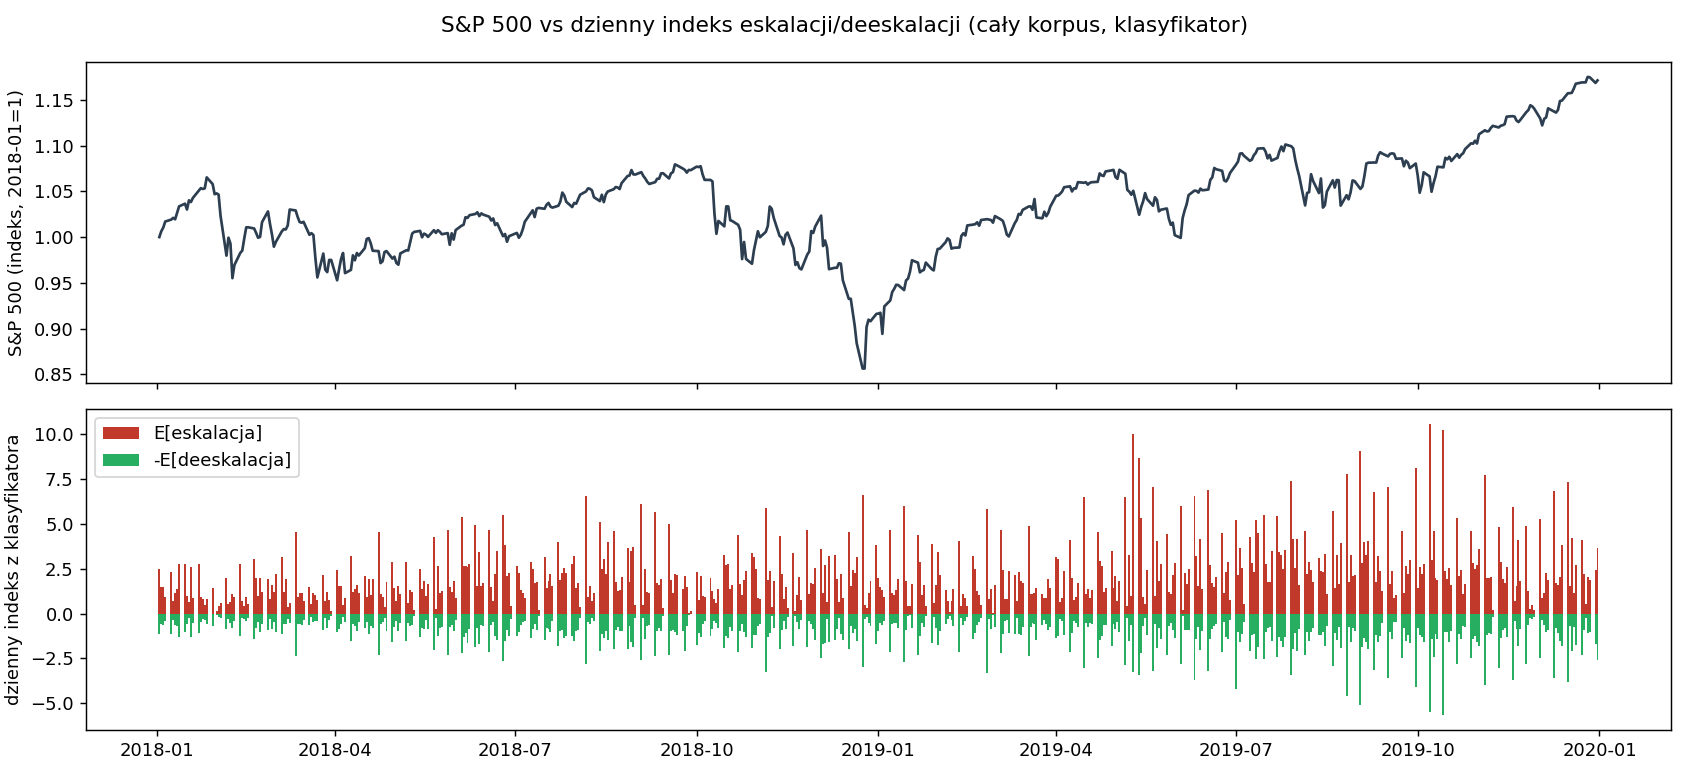 S&P 500 vs dzienny indeks eskalacji/deeskalacji (cały korpus, klasyfikator)
S&P 500 (indeks, 2018-01=1)
1.15
1.10
1.05
1.00
0.95
0.90
0.85
dzienny indeks z klasyfikatora
E[eskalacja]
-E[deeskalacja]
10.0
7.5
5.0
2.5
0.0
−2.5
−5.0
2018-01 2018-04 2018-07 2018-10 2019-01 2019-04 2019-07 2019-10 2020-01